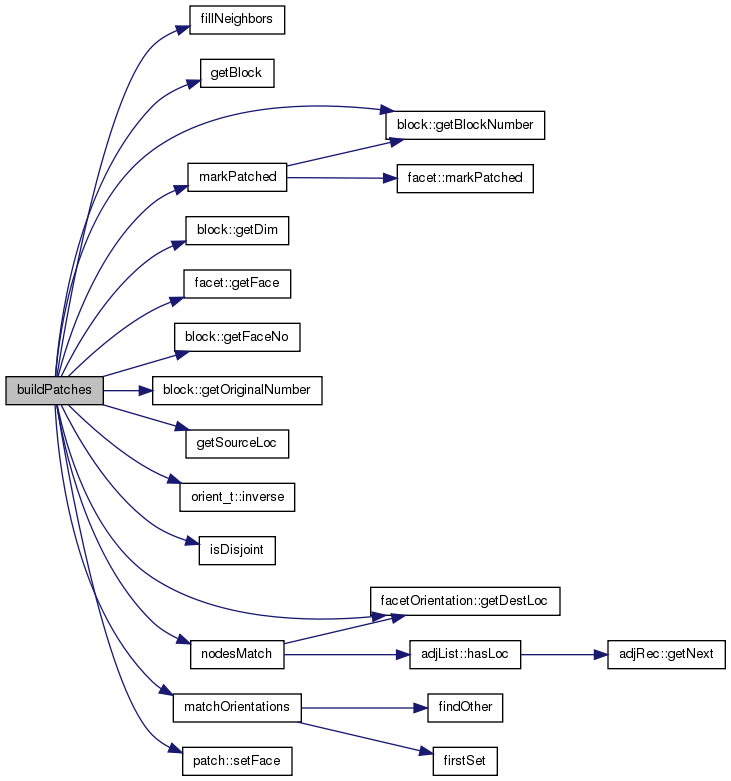 fillNeighbors
getBlock
block::getBlockNumber
markPatched
facet::markPatched
block::getDim
facet::getFace
block::getFaceNo
buildPatches
block::getOriginalNumber
getSourceLoc
orient_t::inverse
isDisjoint
facetOrientation::getDestLoc
nodesMatch
adjList::hasLoc
adjRec::getNext
matchOrientations
findOther
patch::setFace
firstSet